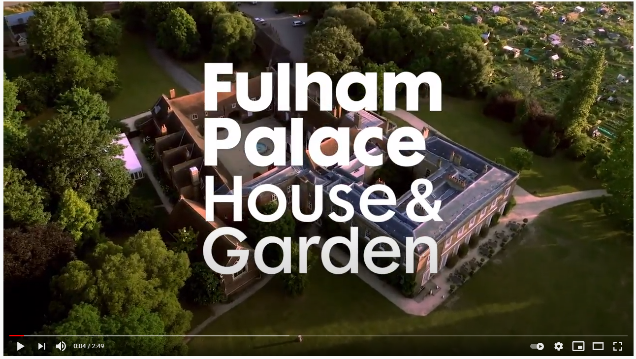 Fulham
Palace
House &
Garden
0:04 / 2:49